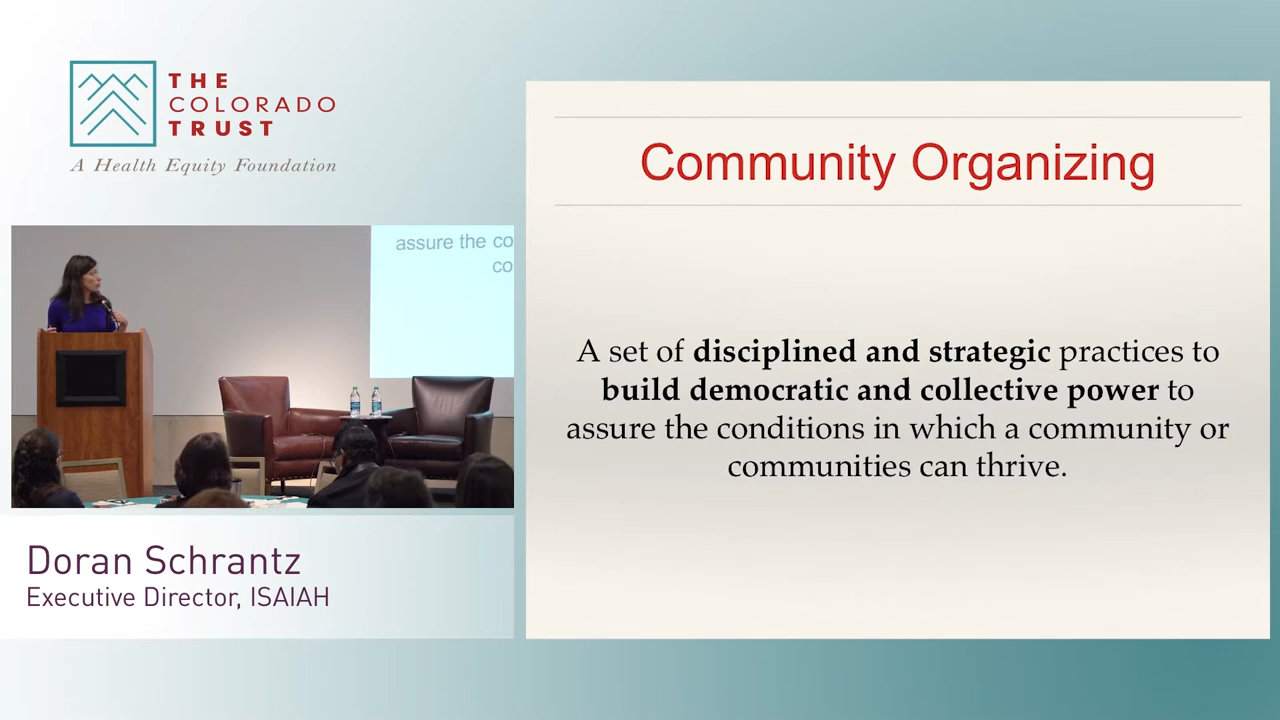 THE
COLORADO
TRUST
A Health Equity Foundation
assure the co
co
Doran Schrantz
Executive Director, ISAIAH
Community Organizing
A set of disciplined and strategic practices to
build democratic and collective power to
assure the conditions in which a community or
communities can thrive.